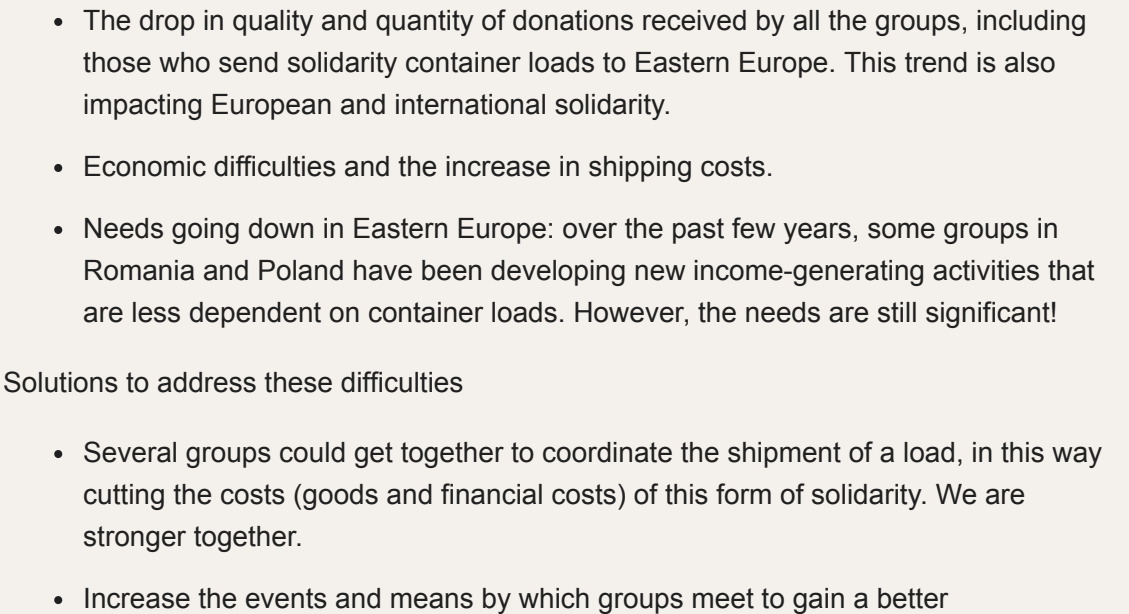 • The drop in quality and quantity of donations received by all the groups, including
those who send solidarity container loads to Eastern Europe. This trend is also
impacting European and international solidarity.
• Economic difficulties and the increase in shipping costs.
• Needs going down in Eastern Europe: over the past few years, some groups in
Romania and Poland have been developing new income-generating activities that
are less dependent on container loads. However, the needs are still significant!
Solutions to address these difficulties
• Several groups could get together to coordinate the shipment of a load, in this way
cutting the costs (goods and financial costs) of this form of solidarity. We are
stronger together.
• Increase the events and means by which groups meet to gain a better